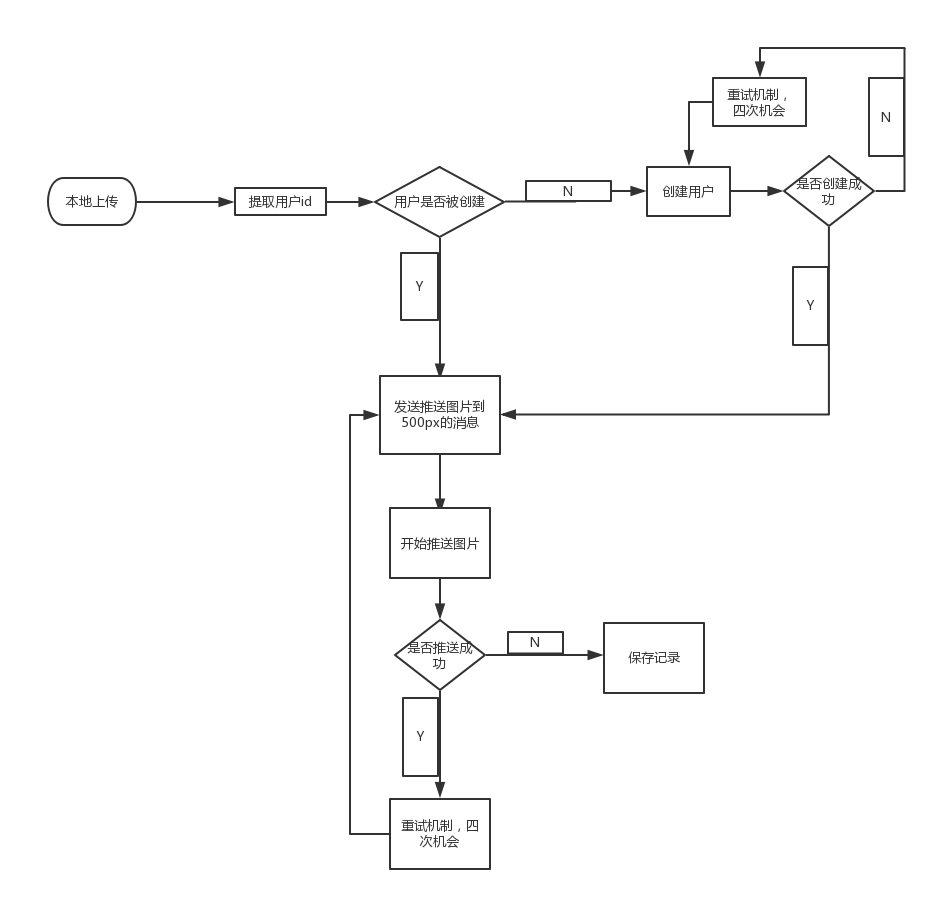 重试机制，
四次机会
N
本地上传
提取用户id
用户是否被创建
N
创建用户
是否创建成
功
Y
Y
发送推送图片到
500px的消息
开始推送图片
是否推送成
功
N
保存记录
Y
重试机制，四
次机会